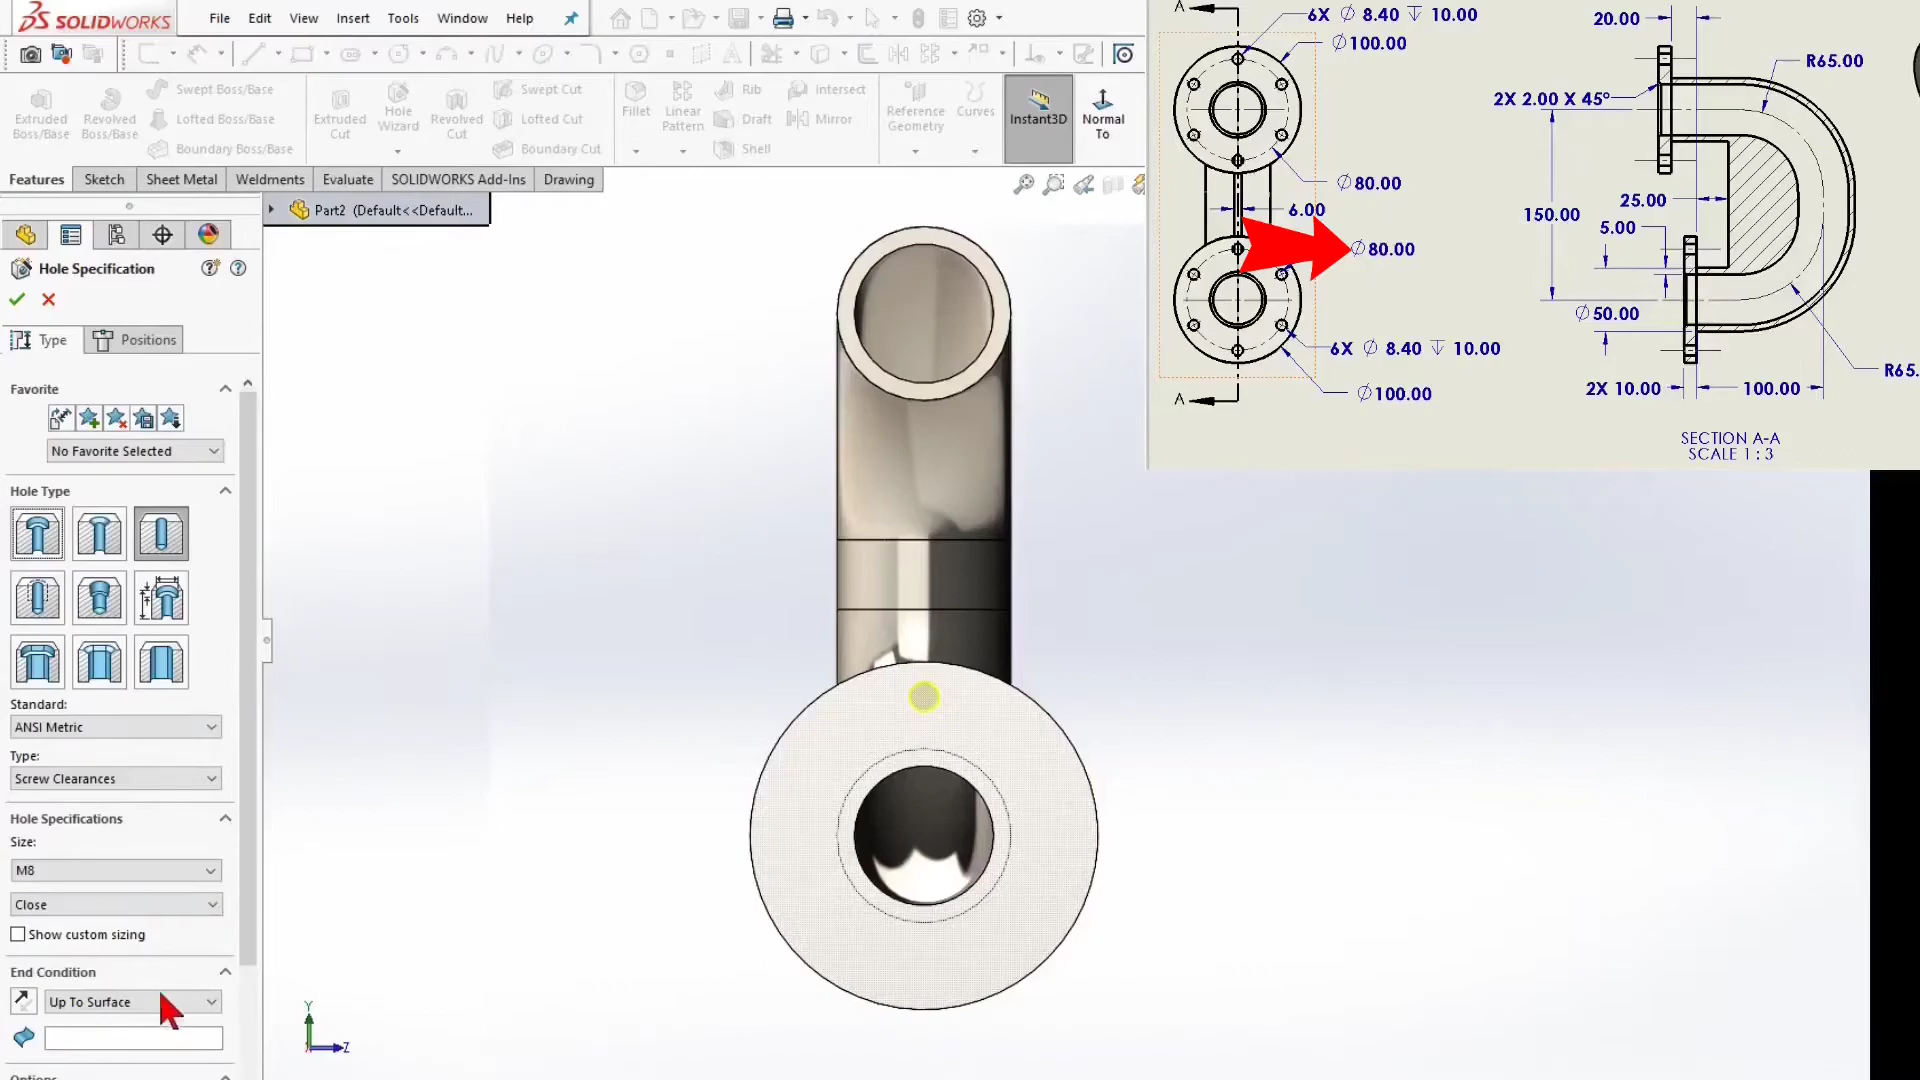 SOLIDWORKS
File Edit View Insert Tools Window Help
Extruded Boss/Base
Revolved Boss/Base
Swept Boss/Base
Lofted Boss/Base
Boundary Boss/Base
Extruded Cut
Hole Wizard
Revolved Cut
Swept Cut
Lofted Cut
Boundary Cut
Fillet
Linear Pattern
Rib
Draft
Shell
Intersect
Mirror
Reference Geometry
Curves
Instant3D
Normal To
Features Sketch Sheet Metal Weldments Evaluate SOLIDWORKS Add-Ins Drawing
Part2 (Default<<Default...
Hole Specification
Type Positions
Favorite
No Favorite Selected
Hole Type
Standard:
ANSI Metric
Type:
Screw Clearances
Hole Specifications
Size:
M8
Close
Show custom sizing
End Condition
Up To Surface
Options
Y
Z
A
6X ∅ 8.40 ↧ 10.00
∅100.00
∅80.00
6.00
∅80.00
6X ∅ 8.40 ↧ 10.00
∅100.00
A
20.00
R65.00
2X 2.00 X 45°
25.00
150.00
5.00
∅50.00
R65.
2X 10.00
100.00
SECTION A-A
SCALE 1 : 3